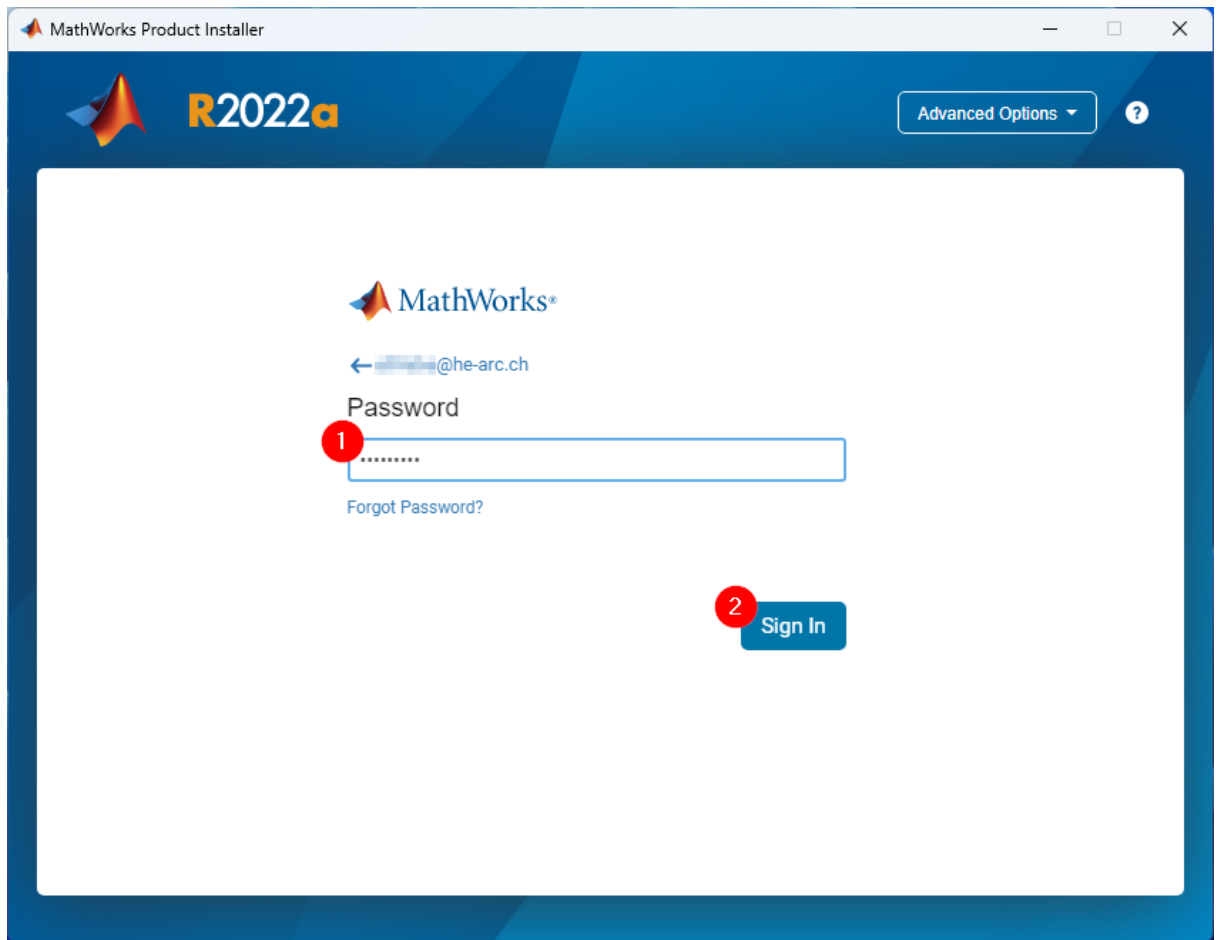 MathWorks Product Installer
R2022a
Advanced Options
?
MathWorks®
@he-arc.ch
Password
1
.........
Forgot Password?
2
Sign In